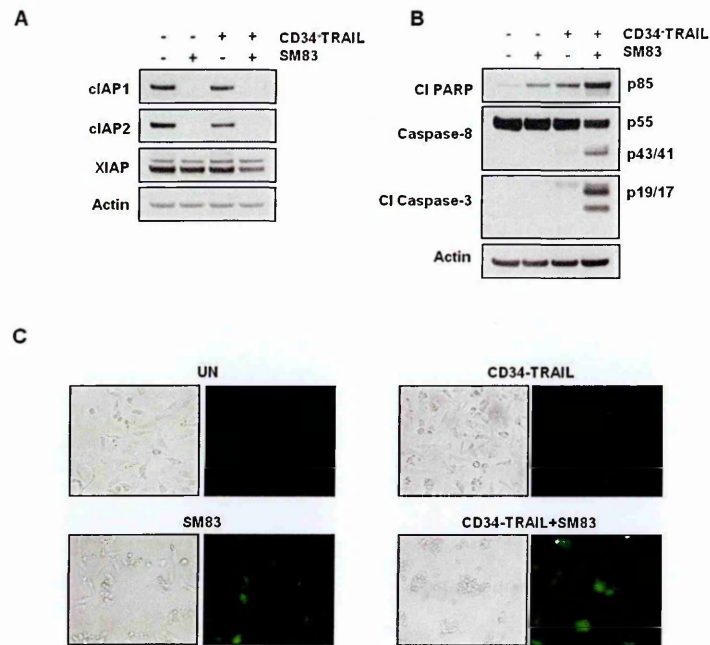 A
- - + + CD34-TRAIL
- + - + SM83
cIAP1
cIAP2
XIAP
Actin
B
- - + + CD34-TRAIL
- + - + SM83
Cl PARP p85
Caspase-8 p55
p43/41
Cl Caspase-3 p19/17
Actin
C
UN
CD34-TRAIL
SM83
CD34-TRAIL+SM83